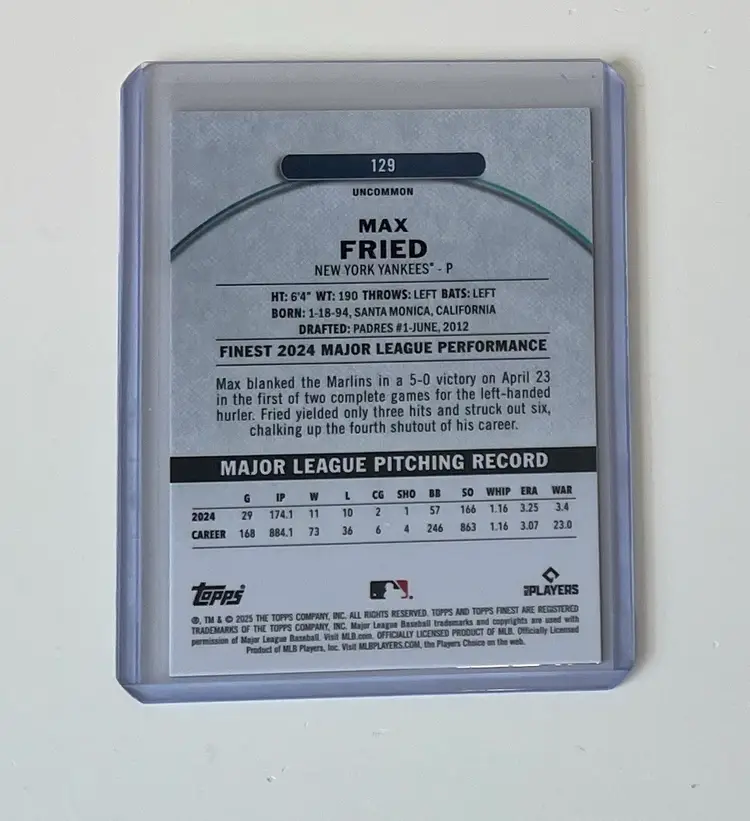 129
UNCOMMON
MAX
FRIED
NEW YORK YANKEES® - P
HT: 6'4" WT: 190 THROWS: LEFT BATS: LEFT
BORN: 1-18-94, SANTA MONICA, CALIFORNIA
DRAFTED: PADRES #1-JUNE, 2012
FINEST 2024 MAJOR LEAGUE PERFORMANCE
Max blanked the Marlins in a 5-0 victory on April 23
in the first of two complete games for the left-handed
hurler. Fried yielded only three hits and struck out six,
chalking up the fourth shutout of his career.
MAJOR LEAGUE PITCHING RECORD
G IP W L CG SHO BB SO WHIP ERA WAR
2024 29 174.1 11 10 2 1 57 166 1.16 3.25 3.4
CAREER 168 884.1 73 36 6 4 246 863 1.16 3.07 23.0
Topps® MLB PLAYERS
®, TM & © 2025 THE TOPPS COMPANY, INC. ALL RIGHTS RESERVED. TOPPS AND TOPPS FINEST ARE REGISTERED
TRADEMARKS OF THE TOPPS COMPANY, INC. Major League Baseball trademarks and copyrights are used with
permission of Major League Baseball. Visit MLB.com. OFFICIALLY LICENSED PRODUCT OF MLB. Officially Licensed
Product of MLB Players, Inc. Visit MLBPLAYERS.COM, the Players Choice on the web.